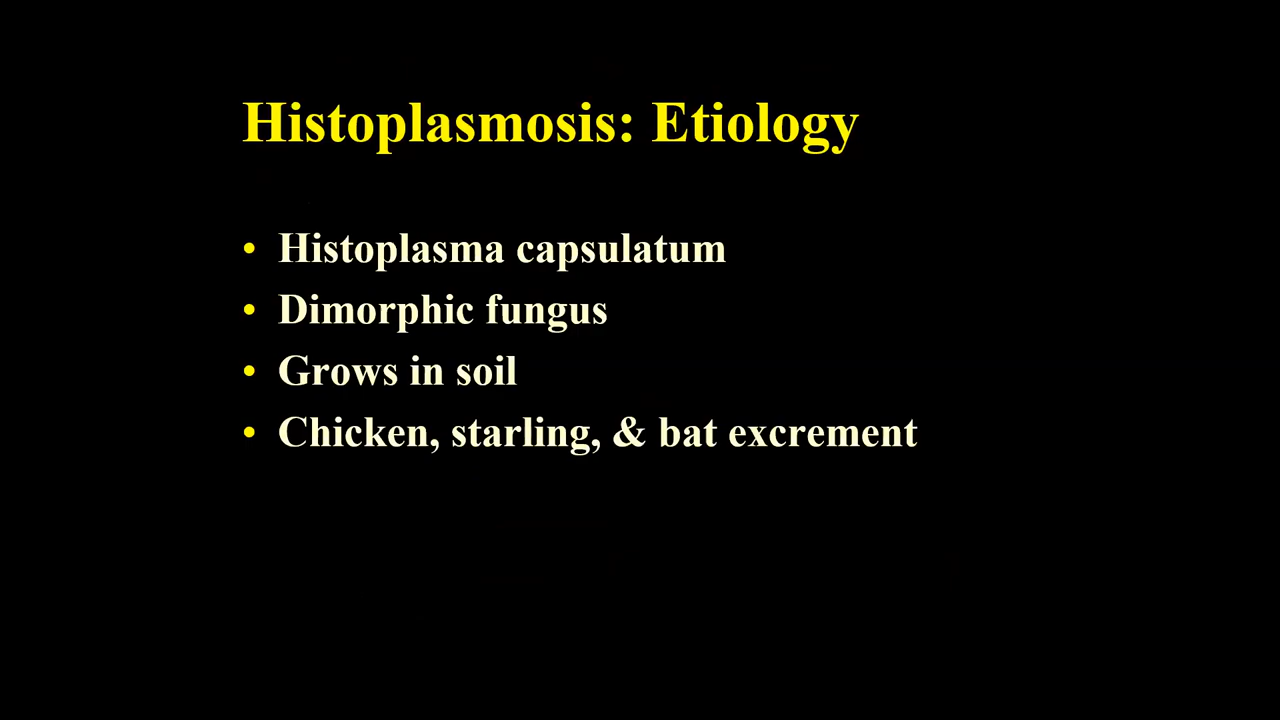 Histoplasmosis: Etiology
• Histoplasma capsulatum
• Dimorphic fungus
• Grows in soil
• Chicken, starling, & bat excrement